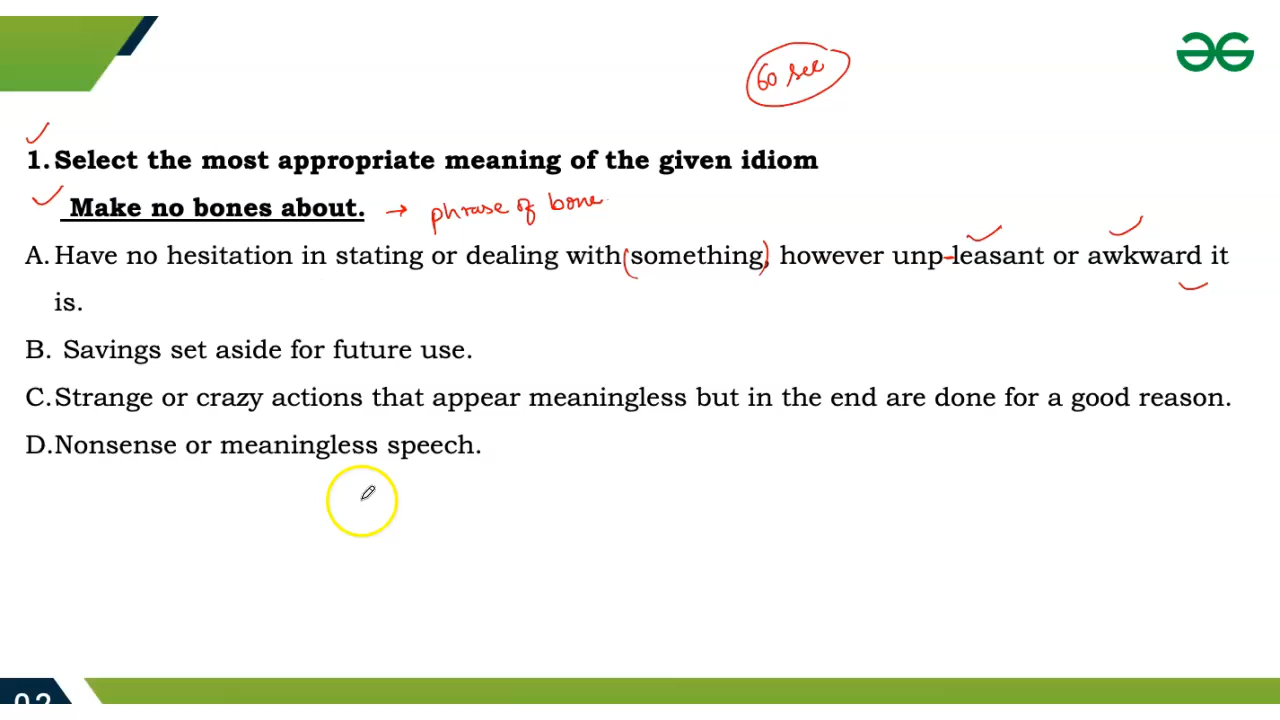 60 sec
1. Select the most appropriate meaning of the given idiom
Make no bones about. → phrase of bone
A. Have no hesitation in stating or dealing with (something), however unp-leasant or awkward it
is.
B. Savings set aside for future use.
C. Strange or crazy actions that appear meaningless but in the end are done for a good reason.
D. Nonsense or meaningless speech.
02